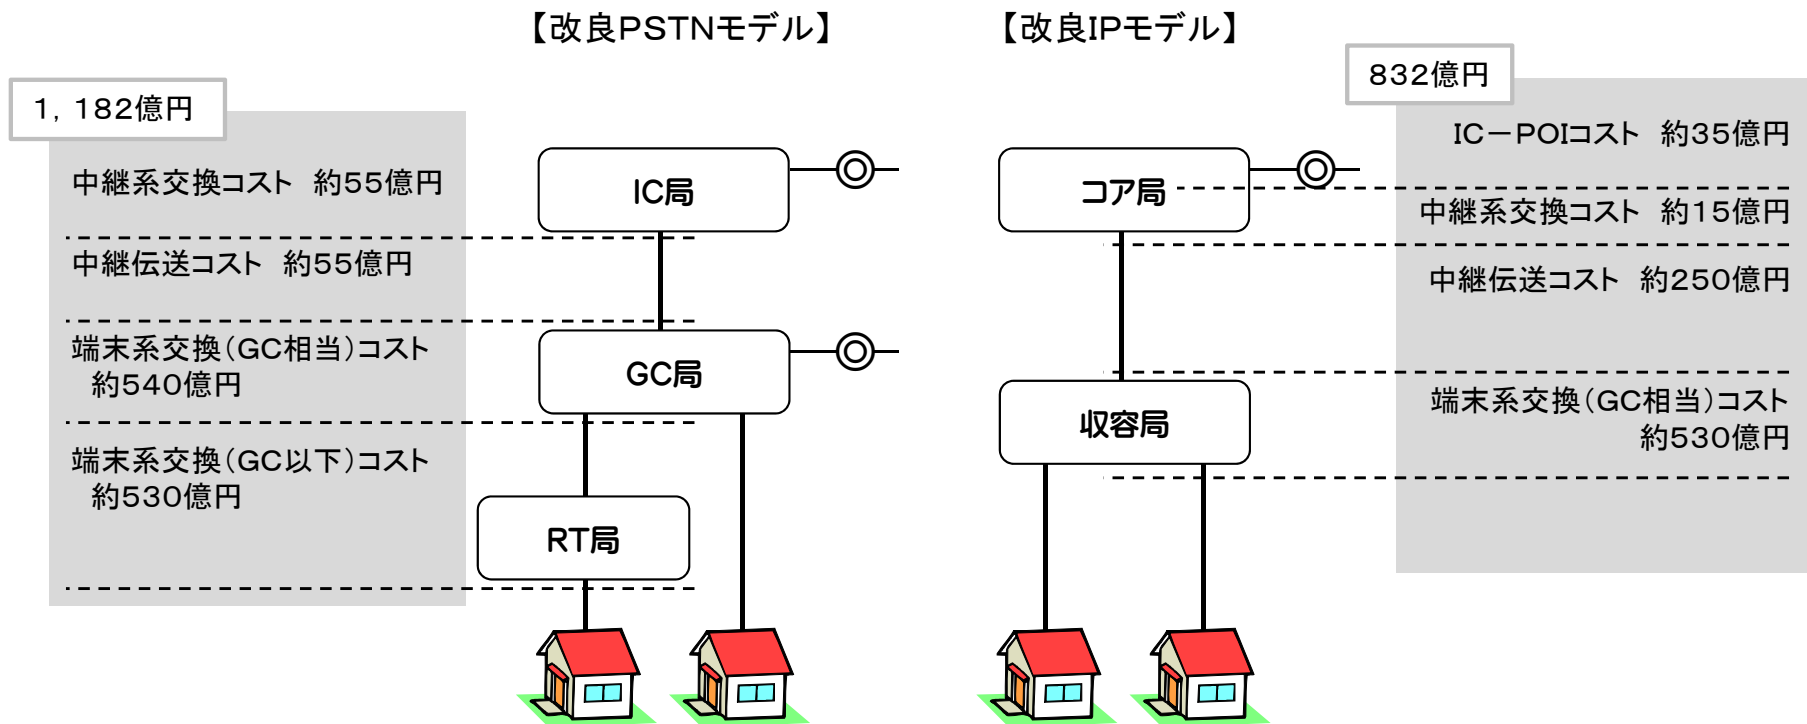 【改良PSTNモデル】
【改良IPモデル】
1,182億円
中継系交換コスト 約55億円
中継伝送コスト 約55億円
端末系交換(GC相当)コスト
約540億円
端末系交換(GC以下)コスト
約530億円
IC局
GC局
RT局
コア局
収容局
832億円
IC-POIコスト 約35億円
中継系交換コスト 約15億円
中継伝送コスト 約250億円
端末系交換(GC相当)コスト
約530億円